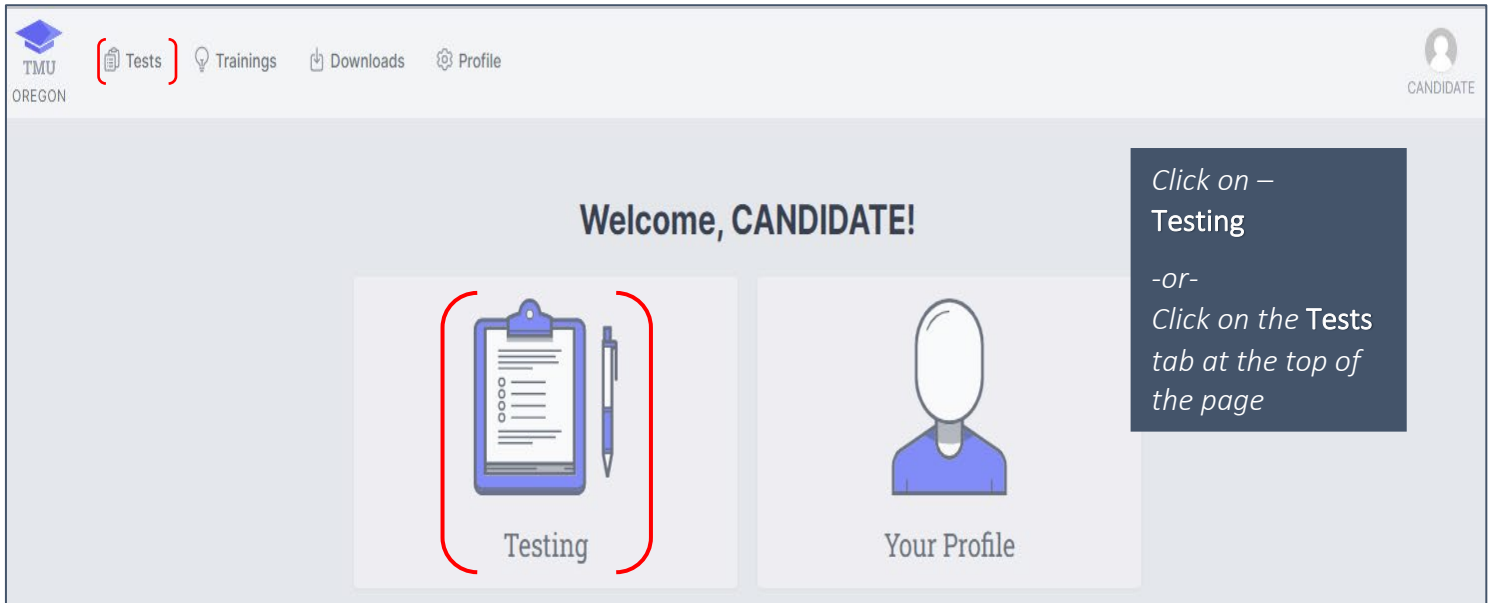 TMU
OREGON
Tests
Trainings
Downloads
Profile
CANDIDATE
Welcome, CANDIDATE!
Testing
Your Profile
Click on –
Testing
-or-
Click on the Tests
tab at the top of
the page